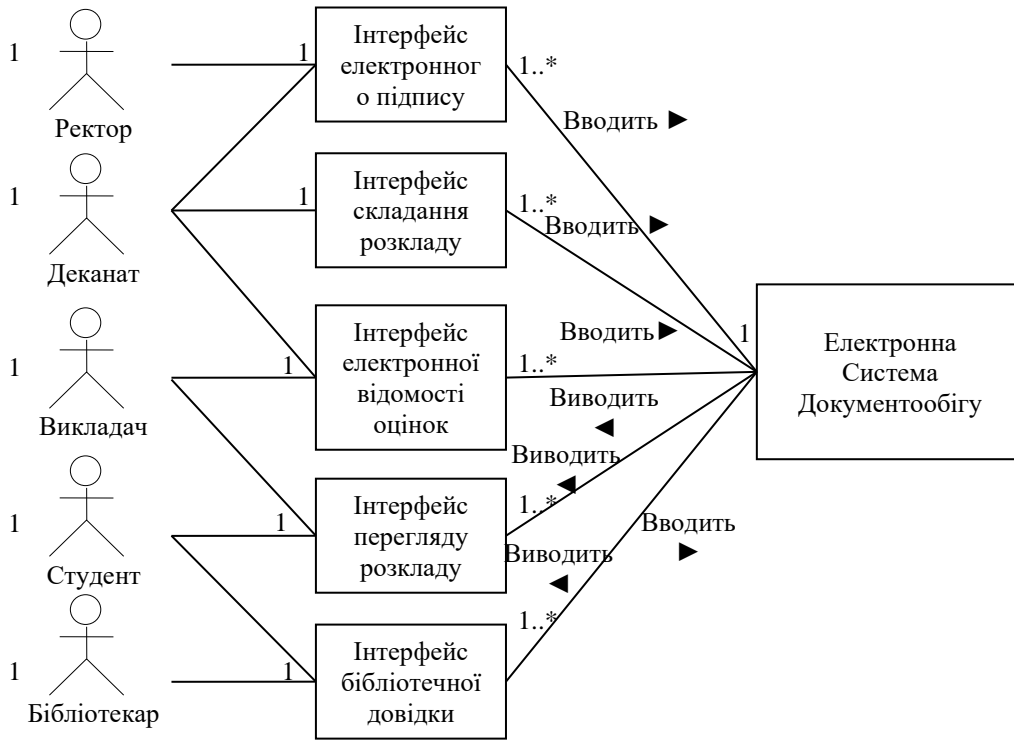 1
1
Інтерфейс
електронног
о підпису
1..*
Ректор
Вводить ►
1
1
Інтерфейс
складання
розкладу
1..*
Вводить ►
Деканат
1
1
Інтерфейс
електронної
відомості
оцінок
1..*
Вводить ►
1
Електронна
Система
Документообігу
Виводить
◄
Викладач
Виводить
◄
1
1
Інтерфейс
перегляду
розкладу
1..*
Вводить
►
Студент
Виводить
◄
1
1
Інтерфейс
бібліотечної
довідки
1..*
Бібліотекар